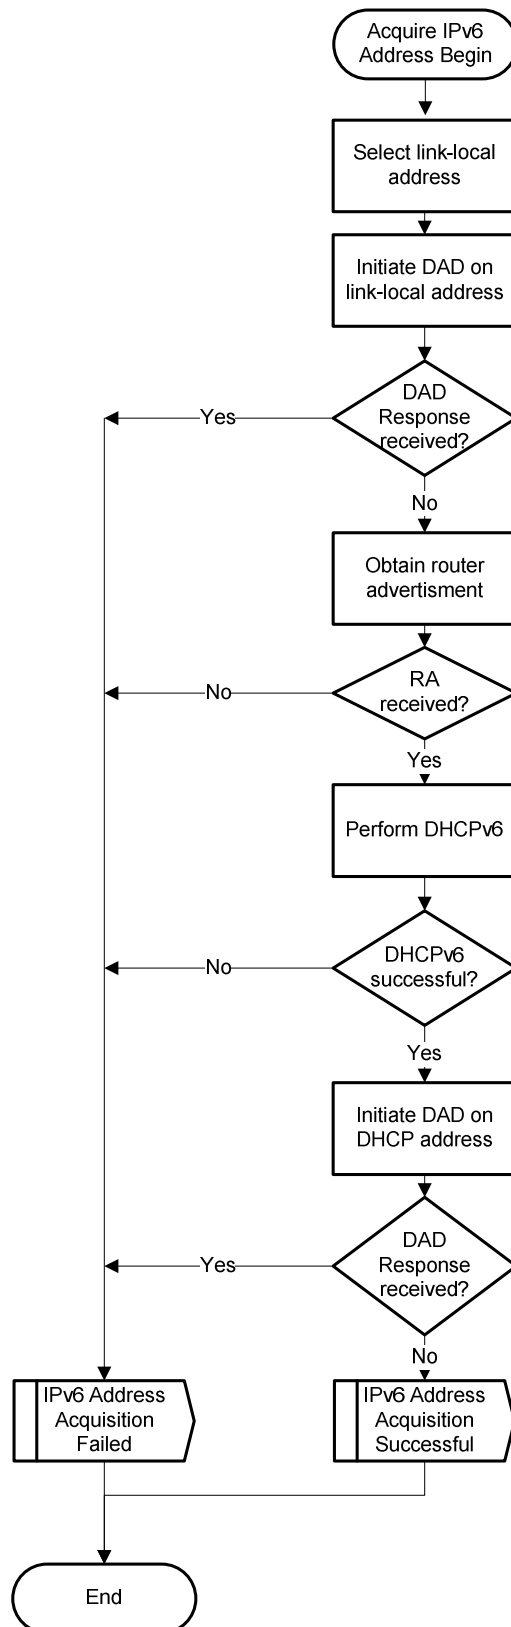 Acquire IPv6
Address Begin
Select link-local
address
Initiate DAD on
link-local address
DAD
Response
received?
Yes
No
Obtain router
advertisment
RA
received?
No
Yes
Perform DHCPv6
DHCPv6
successful?
No
Yes
Initiate DAD on
DHCP address
DAD
Response
received?
Yes
No
IPv6 Address
Acquisition
Failed
IPv6 Address
Acquisition
Successful
End